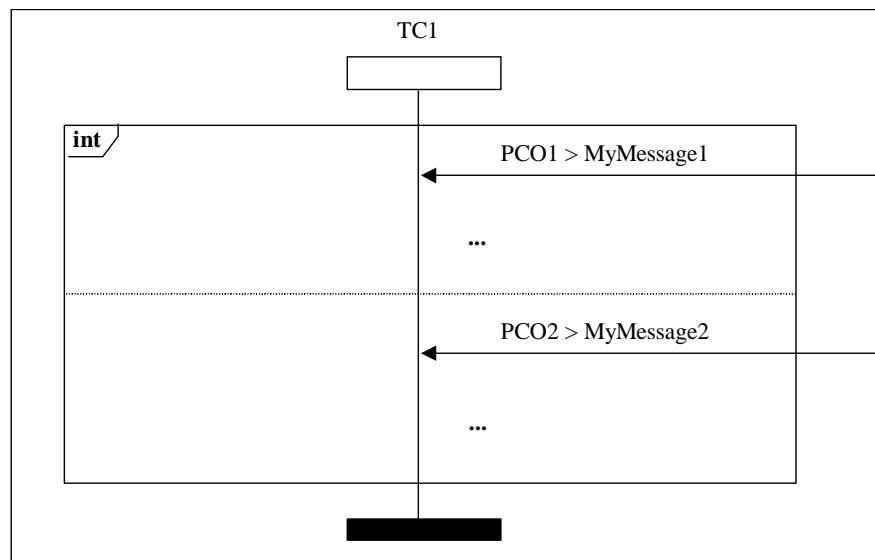 TC1
int
PCO1 > MyMessage1
...
PCO2 > MyMessage2
...